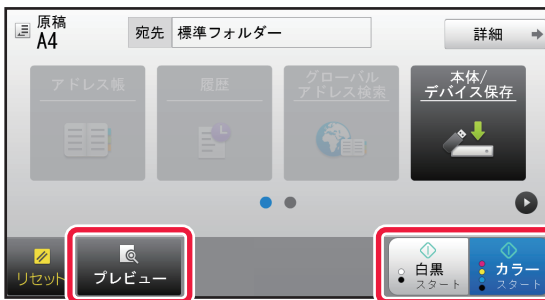 原稿
A4
宛先 標準フォルダー
詳細
アドレス帳
履歴
グローバル
アドレス検索
本体/
デバイス保存
リセット
プレビュー
白黒
スタート
カラー
スタート